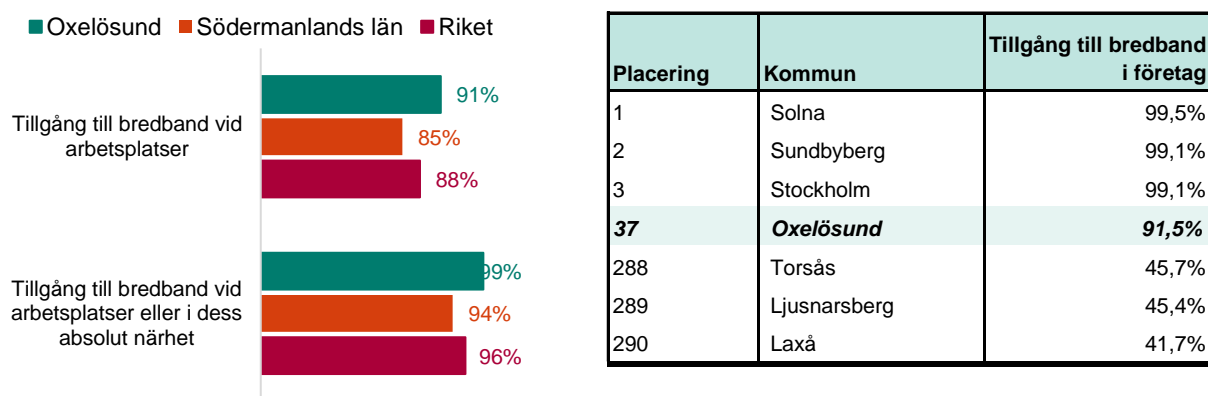 Oxelösund Södermanlands län Riket
Tillgång till bredband vid
arbetsplatser
91%
85%
88%
Tillgång till bredband vid
arbetsplatser eller i dess
absolut närhet
99%
94%
96%
Placering Kommun Tillgång till bredband
i företag
1 Solna 99,5%
2 Sundbyberg 99,1%
3 Stockholm 99,1%
37 Oxelösund 91,5%
288 Torsås 45,7%
289 Ljusnarsberg 45,4%
290 Laxå 41,7%